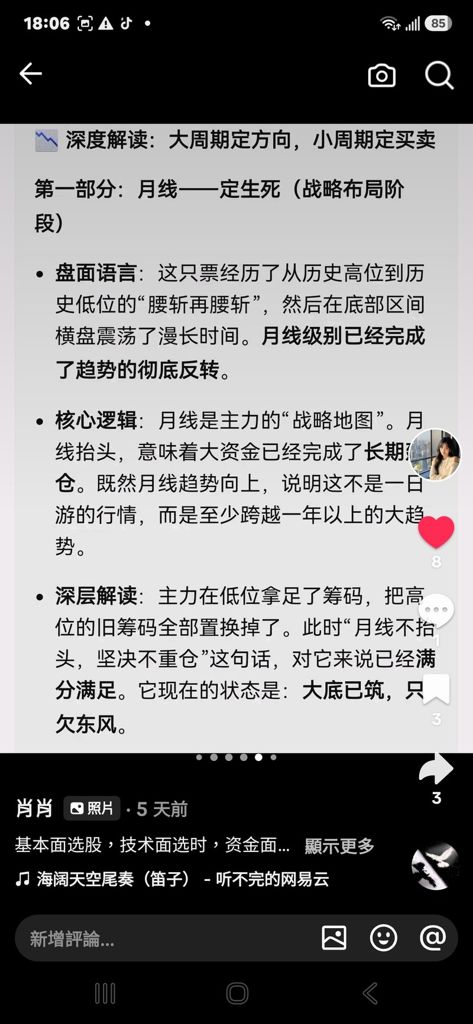 18:06
85
📉 深度解读：大周期定方向，小周期定买卖
第一部分：月线——定生死（战略布局阶
段）
• 盘面语言：这只票经历了从历史高位到历
史低位的“腰斩再腰斩”，然后在底部区间
横盘震荡了漫长时间。月线级别已经完成
了趋势的彻底反转。
• 核心逻辑：月线是主力的“战略地图”。月
线抬头，意味着大资金已经完成了长期
仓。既然月线趋势向上，说明这不是一日
游的行情，而是至少跨越一年以上的大趋
势。
• 深层解读：主力在低位拿足了筹码，把高
位的旧筹码全部置换掉了。此时“月线不抬
头，坚决不重仓”这句话，对它来说已经满
分满足。它现在的状态是：大底已筑，只
欠东风。
8
1
3
3
肖肖 照片 · 5 天前
基本面选股，技术面选时，资金面... 顯示更多
♫ 海阔天空尾奏（笛子） - 听不完的网易云
新增評論...